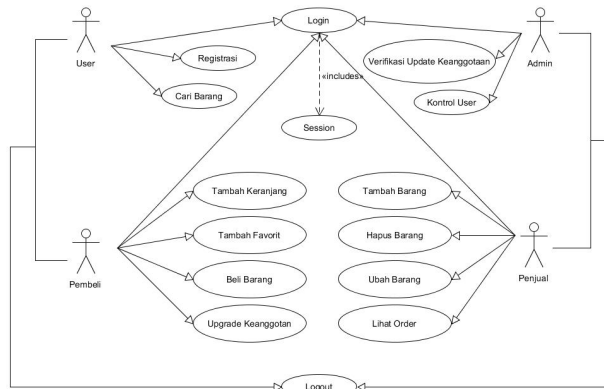 Login
User
Registrasi
Cari Barang
Admin
Verifikasi Update Keanggotaan
Kontrol User
«includes»
Session
Tambah Keranjang
Tambah Barang
Tambah Favorit
Hapus Barang
Pembeli
Beli Barang
Ubah Barang
Penjual
Upgrade Keanggotan
Lihat Order
Logout